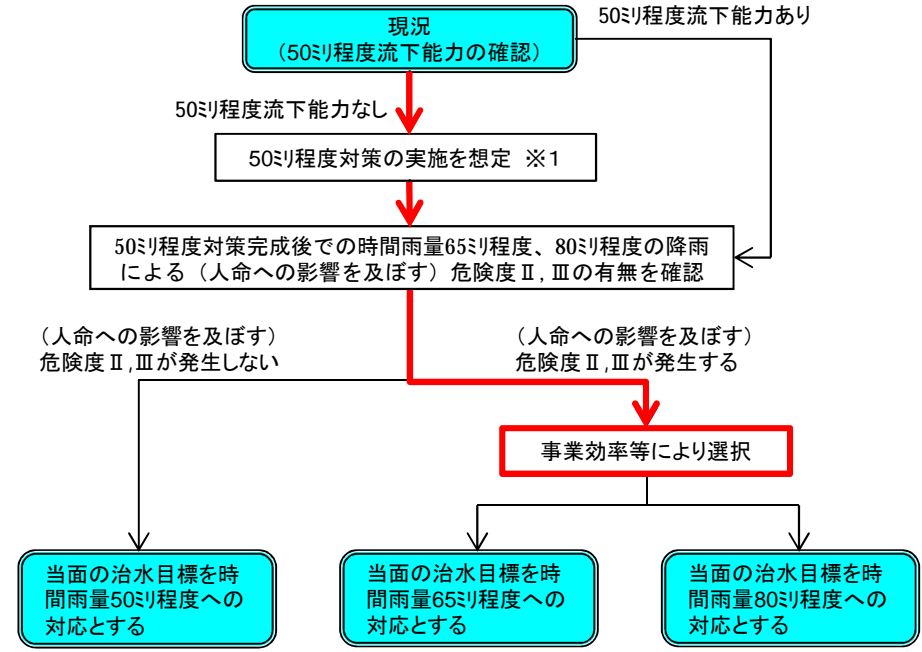 現況
（50ﾐﾘ程度流下能力の確認）
50ﾐﾘ程度流下能力あり
50ﾐﾘ程度流下能力なし
50ﾐﾘ程度対策の実施を想定 ※1
50ﾐﾘ程度対策完成後での時間雨量65ﾐﾘ程度、80ﾐﾘ程度の降雨
による（人命への影響を及ぼす）危険度Ⅱ,Ⅲの有無を確認
（人命への影響を及ぼす）
危険度Ⅱ,Ⅲが発生しない
（人命への影響を及ぼす）
危険度Ⅱ,Ⅲが発生する
事業効率等により選択
当面の治水目標を時
間雨量50ﾐﾘ程度への
対応とする
当面の治水目標を時
間雨量65ﾐﾘ程度への
対応とする
当面の治水目標を時
間雨量80ﾐﾘ程度への
対応とする